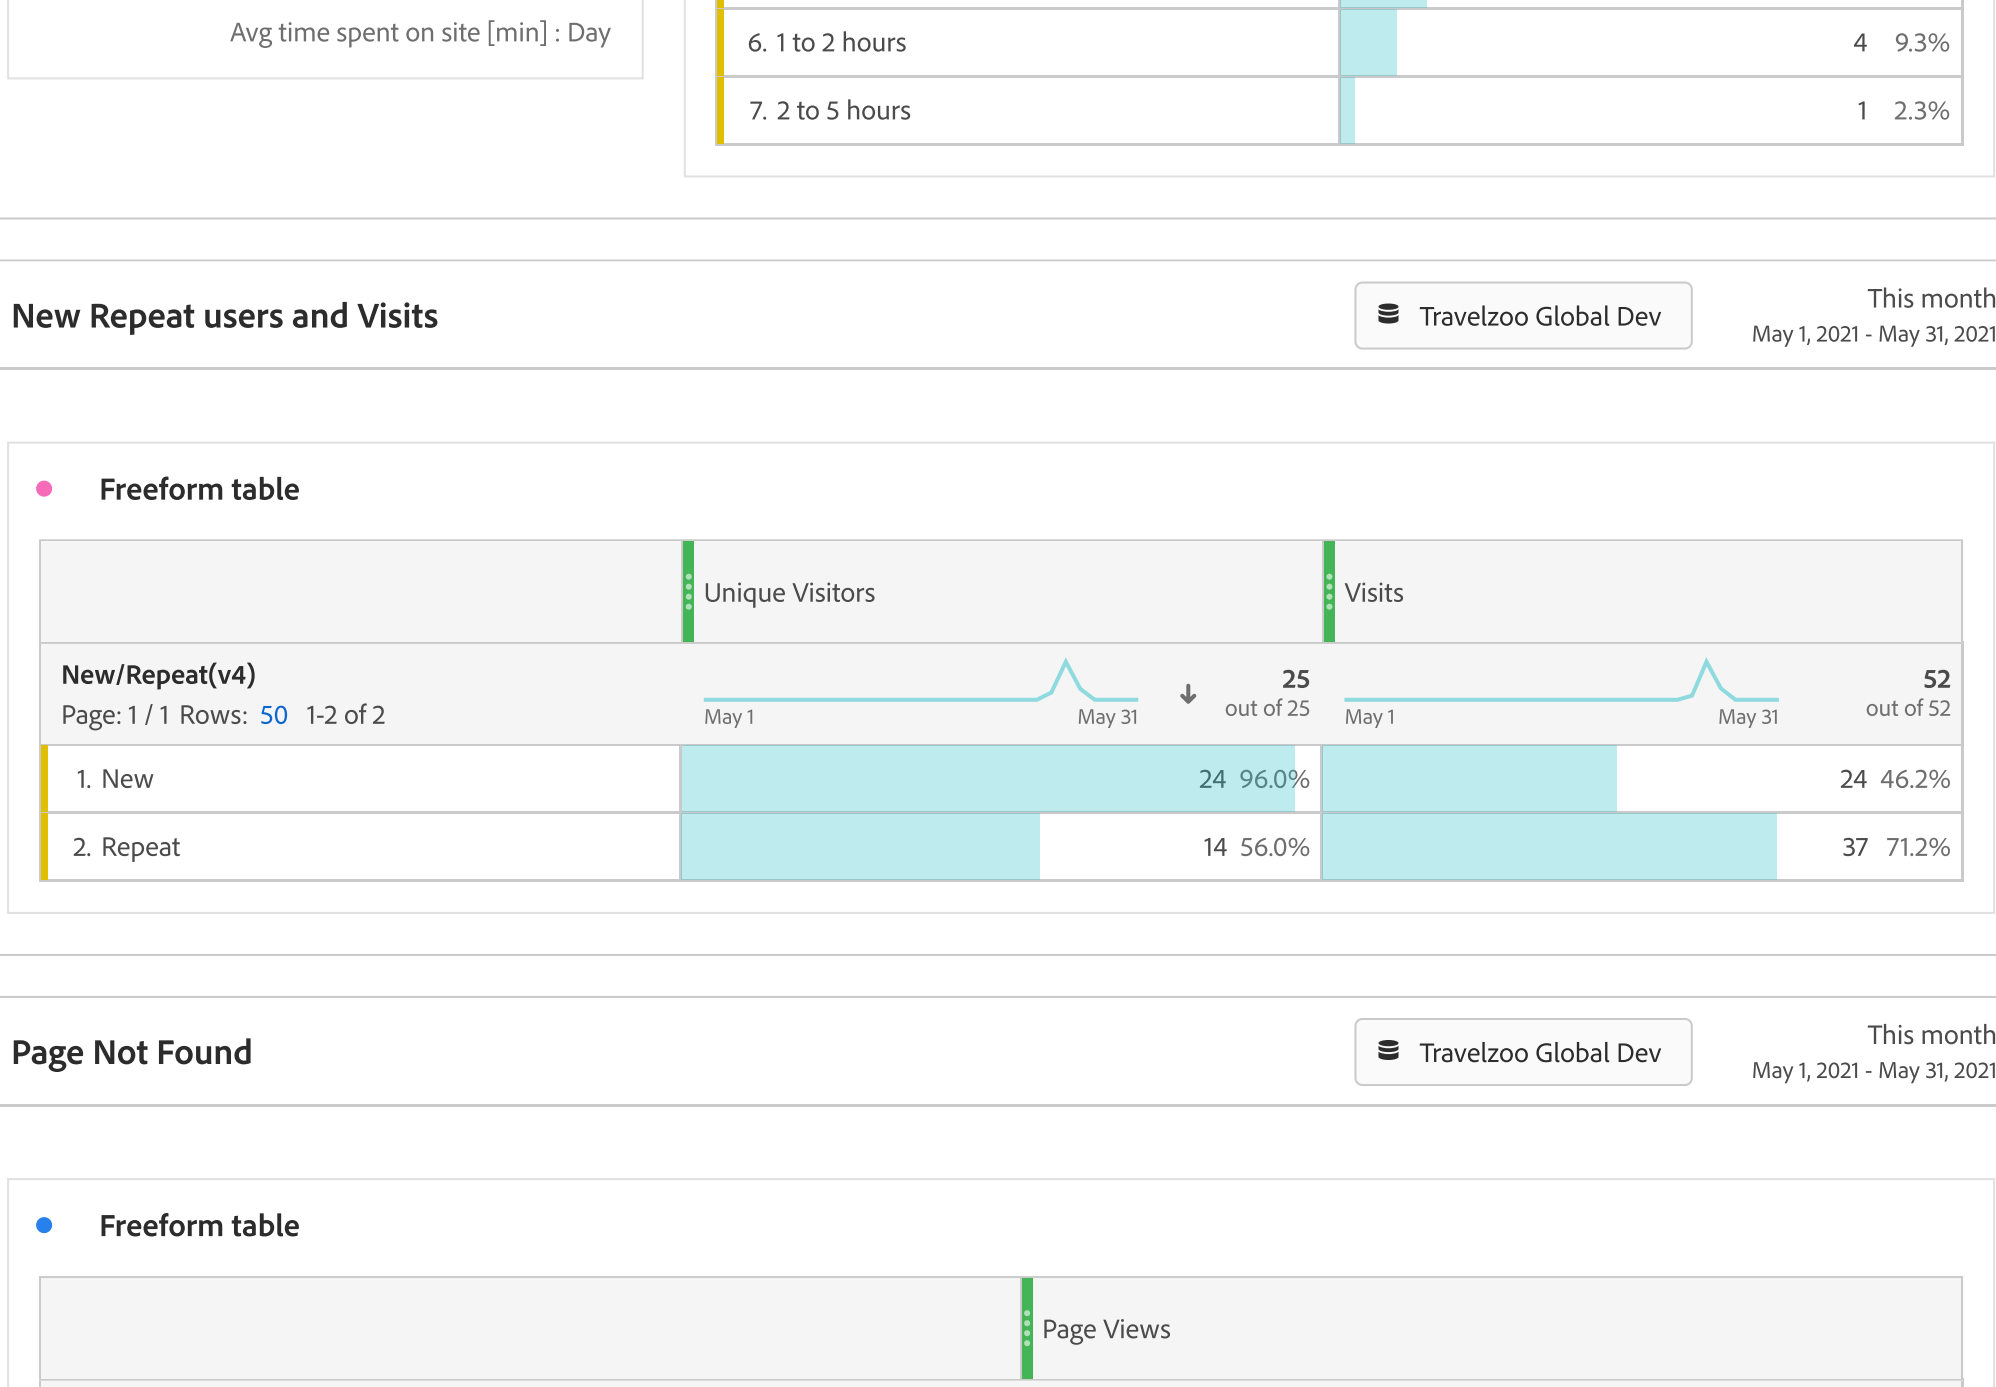 Avg time spent on site [min] : Day
6. 1 to 2 hours 4 9.3%
7. 2 to 5 hours 1 2.3%
New Repeat users and Visits
Travelzoo Global Dev
This month
May 1, 2021 - May 31, 2021
Freeform table
Unique Visitors Visits
New/Repeat(v4)
Page: 1 / 1 Rows: 50 1-2 of 2
May 1 May 31
25
out of 25
May 1 May 31
52
out of 52
1. New 24 96.0% 24 46.2%
2. Repeat 14 56.0% 37 71.2%
Page Not Found
Travelzoo Global Dev
This month
May 1, 2021 - May 31, 2021
Freeform table
Page Views